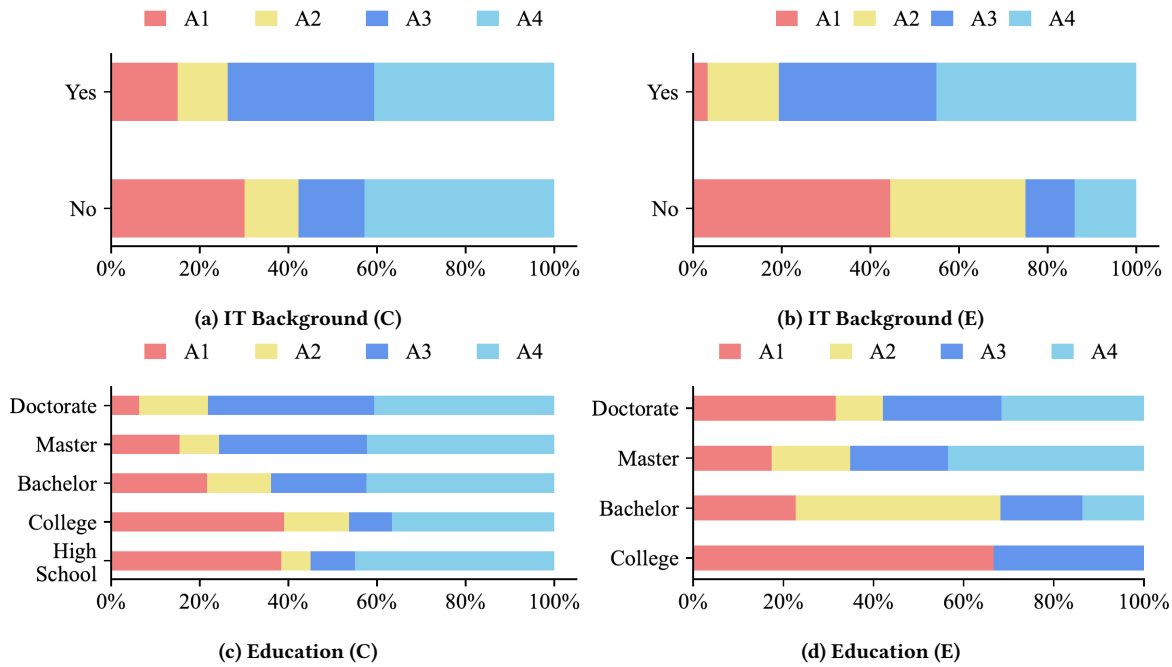 A1 A2 A3 A4
Yes
No
0% 20% 40% 60% 80% 100%
(a) IT Background (C)
A1 A2 A3 A4
Yes
No
0% 20% 40% 60% 80% 100%
(b) IT Background (E)
A1 A2 A3 A4
Doctorate
Master
Bachelor
College
High
School
0% 20% 40% 60% 80% 100%
(c) Education (C)
A1 A2 A3 A4
Doctorate
Master
Bachelor
College
0% 20% 40% 60% 80% 100%
(d) Education (E)